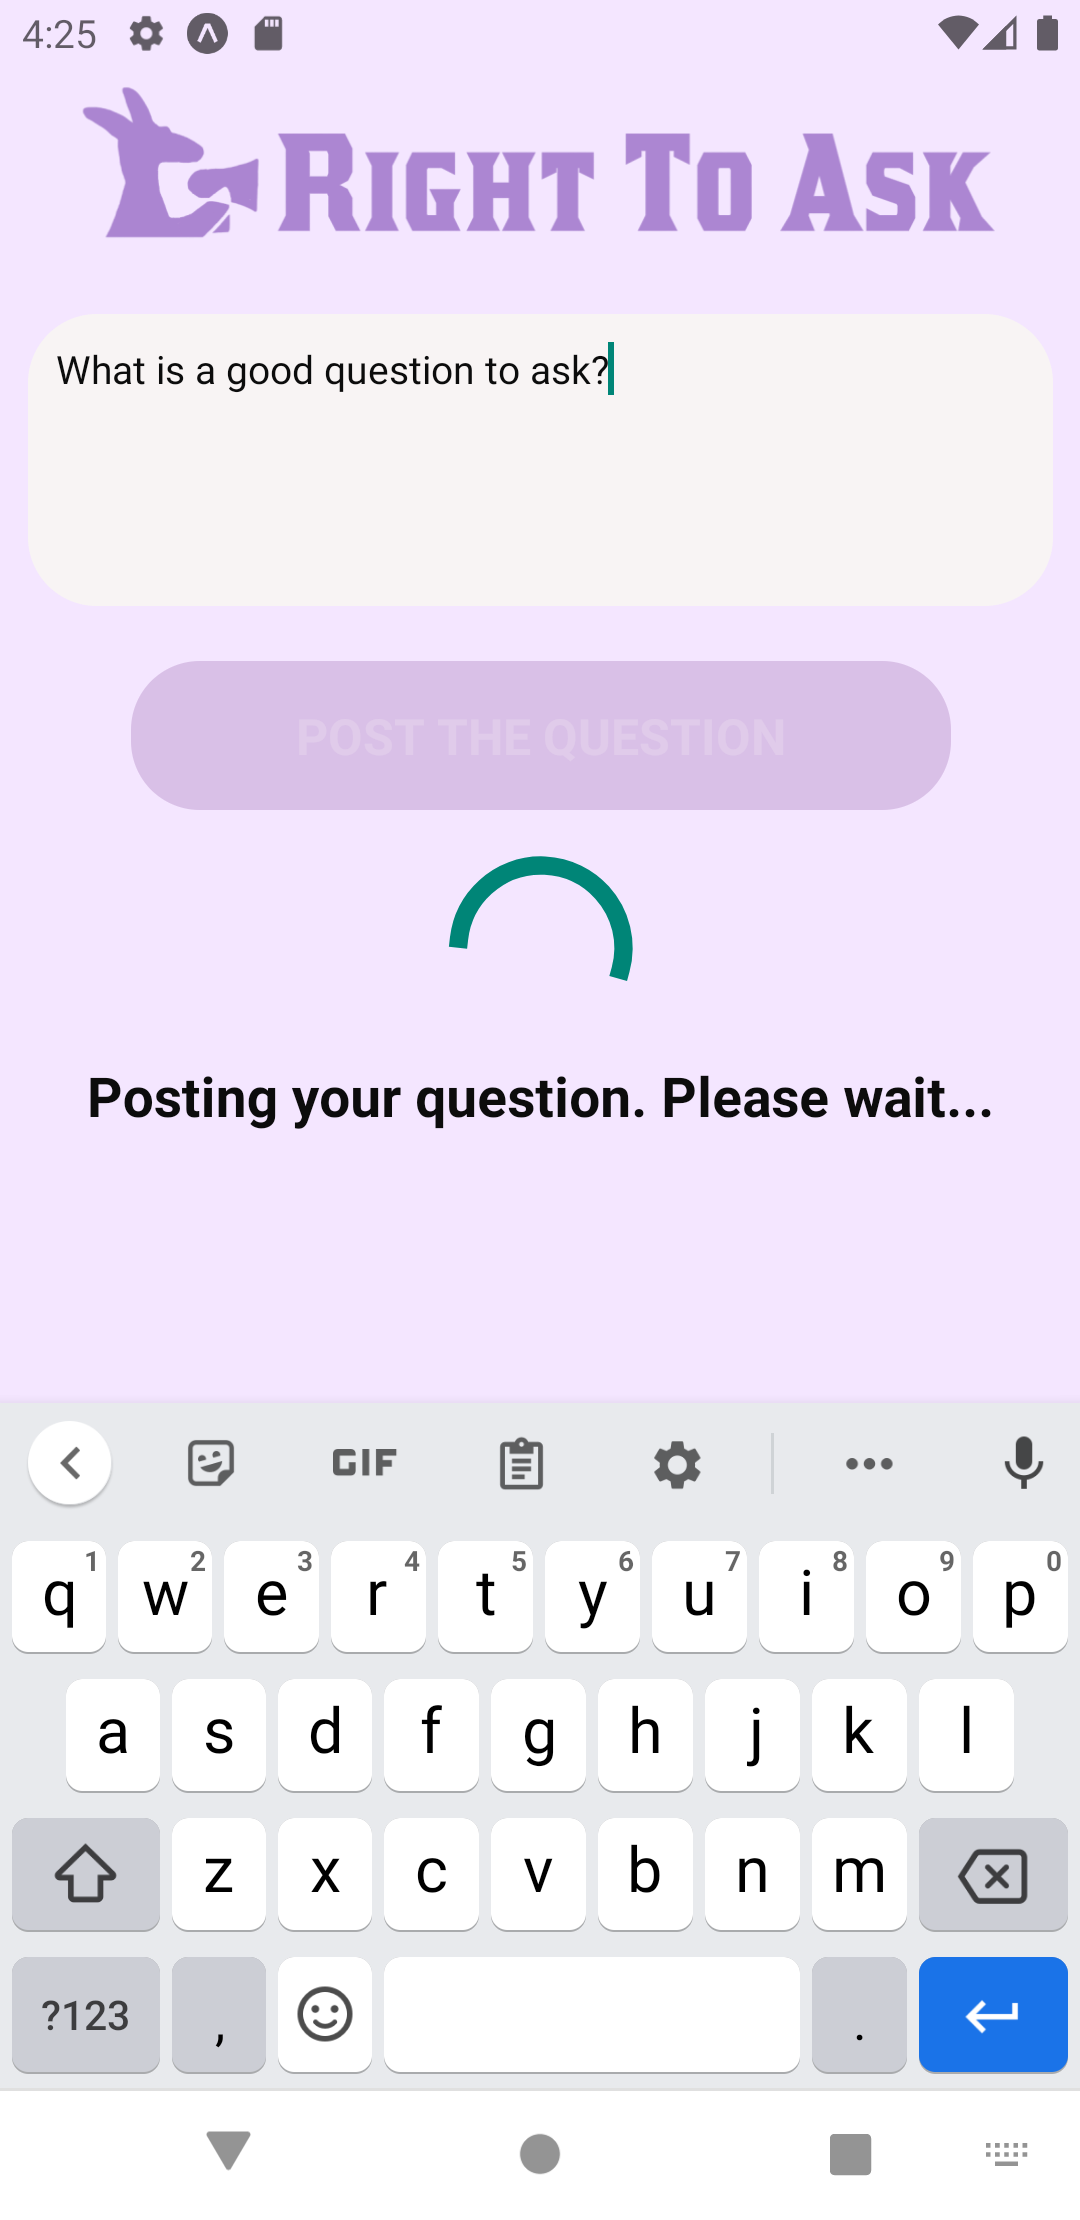 4:25
RIGHT TO ASK
What is a good question to ask?
POST THE QUESTION
Posting your question. Please wait...
GIF
q 1 w 2 e 3 r 4 t 5 y 6 u 7 i 8 o 9 p 0
a s d f g h j k l
z x c v b n m
?123 , .